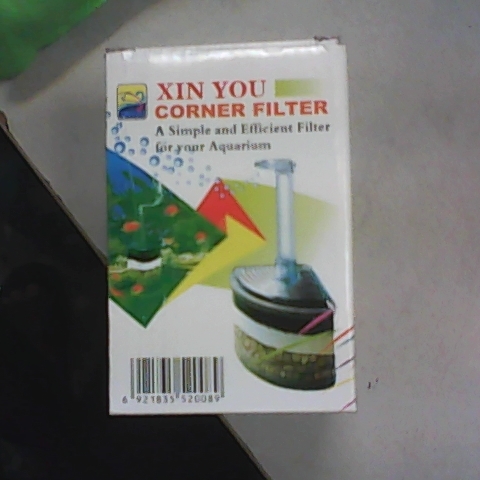 XIN YOU
CORNER FILTER
A Simple and Efficient Filter
for your Aquarium
6 921835 520089